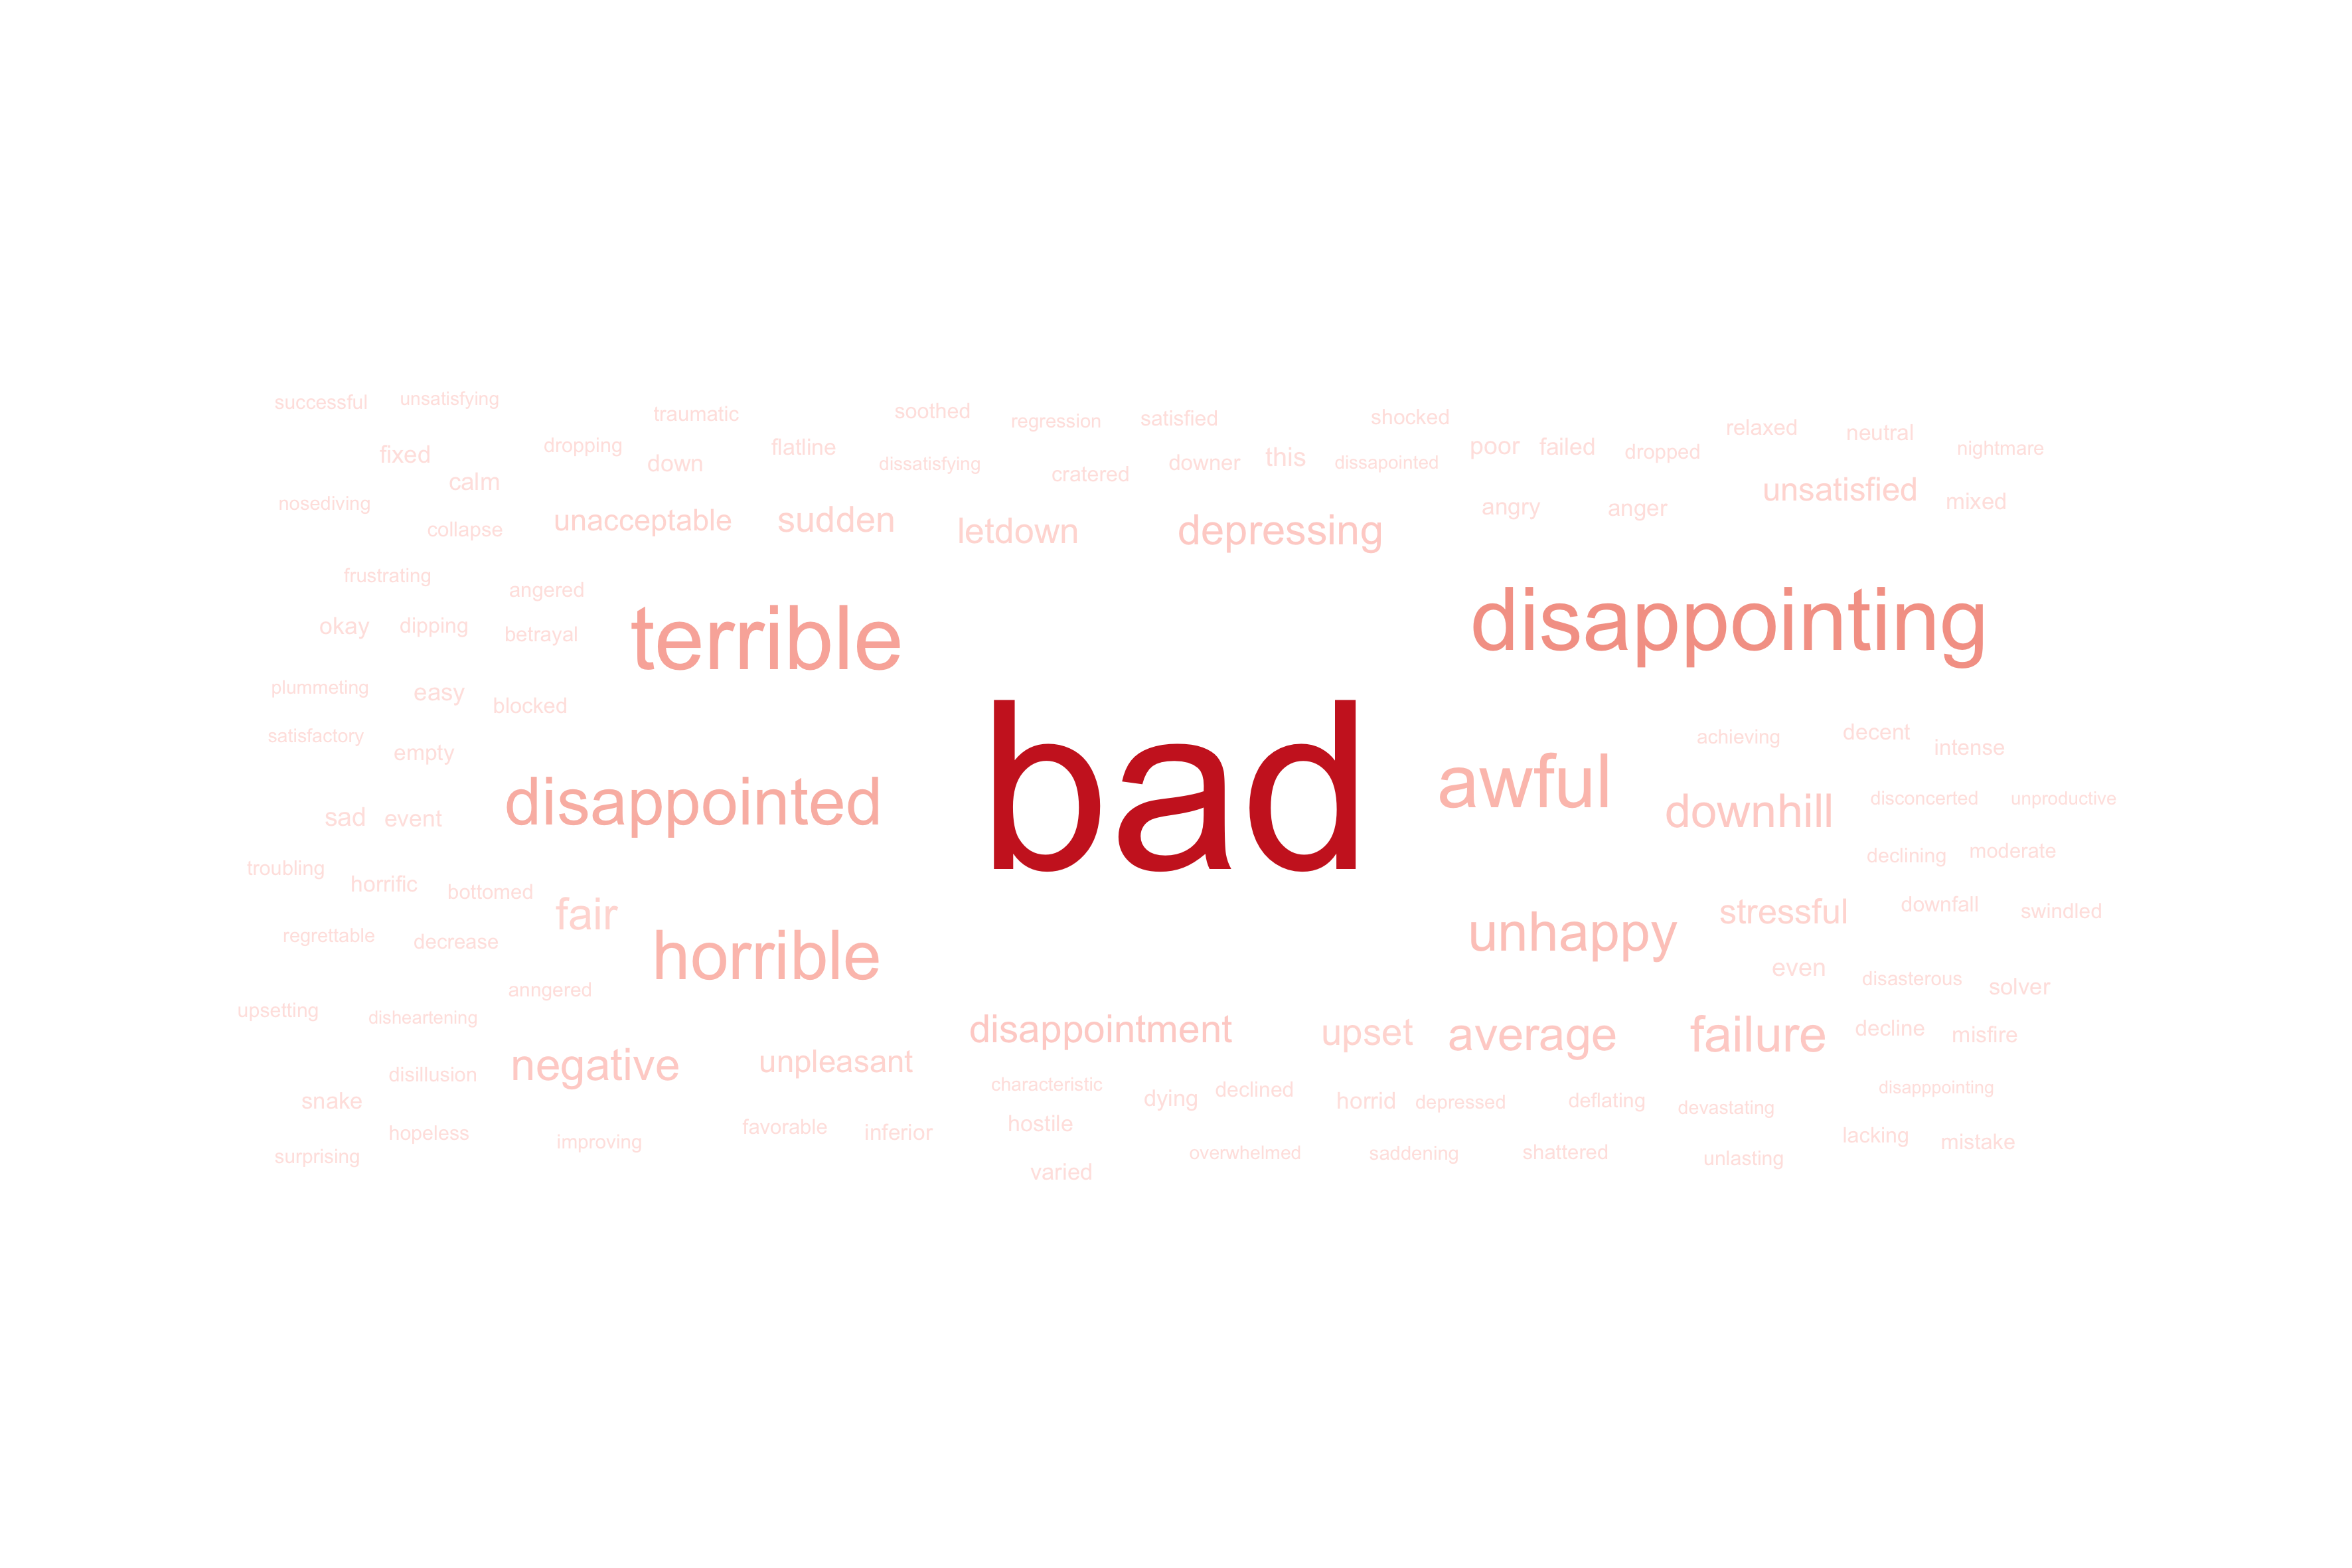 successful unsatisfying
traumatic soothed regression satisfied shocked
relaxed neutral
fixed dropping flatline poor failed dropped nightmare
down dissatisfying cratered downer this dissapointed
calm unsatisfied mixed
nosediving angry anger
collapse unacceptable sudden letdown depressing
frustrating angered
okay dipping betrayal terrible disappointing
plummeting easy blocked
satisfactory empty achieving decent intense
bad
sad event disappointed awful downhill disconcerted unproductive
troubling horrific bottomed declining moderate
fair stressful downfall swindled
regrettable decrease horrible unhappy
even disasterous solver
anngered
upsetting disheartening disappointment upset average failure decline misfire
disillusion negative unpleasant characteristic disapppointing
snake dying declined horrid depressed deflating devastating
hopeless improving favorable inferior hostile lacking mistake
surprising overwhelmed saddening shattered unlasting
varied